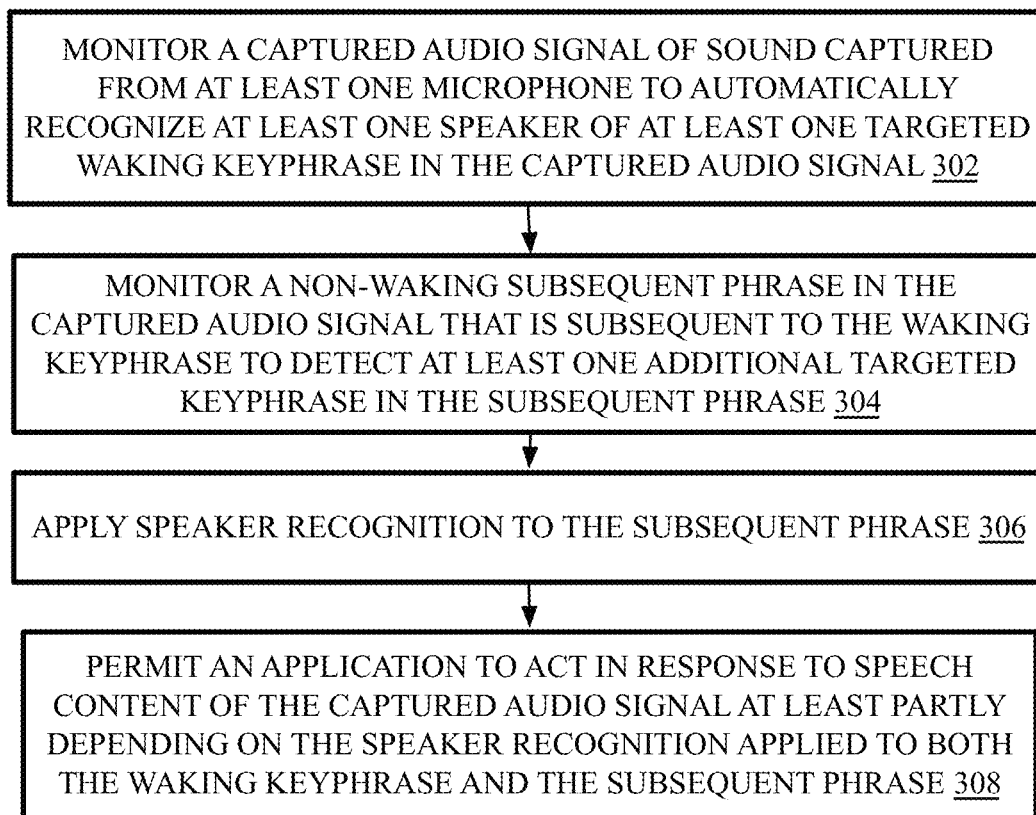 MONITOR A CAPTURED AUDIO SIGNAL OF SOUND CAPTURED
FROM AT LEAST ONE MICROPHONE TO AUTOMATICALLY
RECOGNIZE AT LEAST ONE SPEAKER OF AT LEAST ONE TARGETED
WAKING KEYPHRASE IN THE CAPTURED AUDIO SIGNAL 302
MONITOR A NON-WAKING SUBSEQUENT PHRASE IN THE
CAPTURED AUDIO SIGNAL THAT IS SUBSEQUENT TO THE WAKING
KEYPHRASE TO DETECT AT LEAST ONE ADDITIONAL TARGETED
KEYPHRASE IN THE SUBSEQUENT PHRASE 304
APPLY SPEAKER RECOGNITION TO THE SUBSEQUENT PHRASE 306
PERMIT AN APPLICATION TO ACT IN RESPONSE TO SPEECH
CONTENT OF THE CAPTURED AUDIO SIGNAL AT LEAST PARTLY
DEPENDING ON THE SPEAKER RECOGNITION APPLIED TO BOTH
THE WAKING KEYPHRASE AND THE SUBSEQUENT PHRASE 308